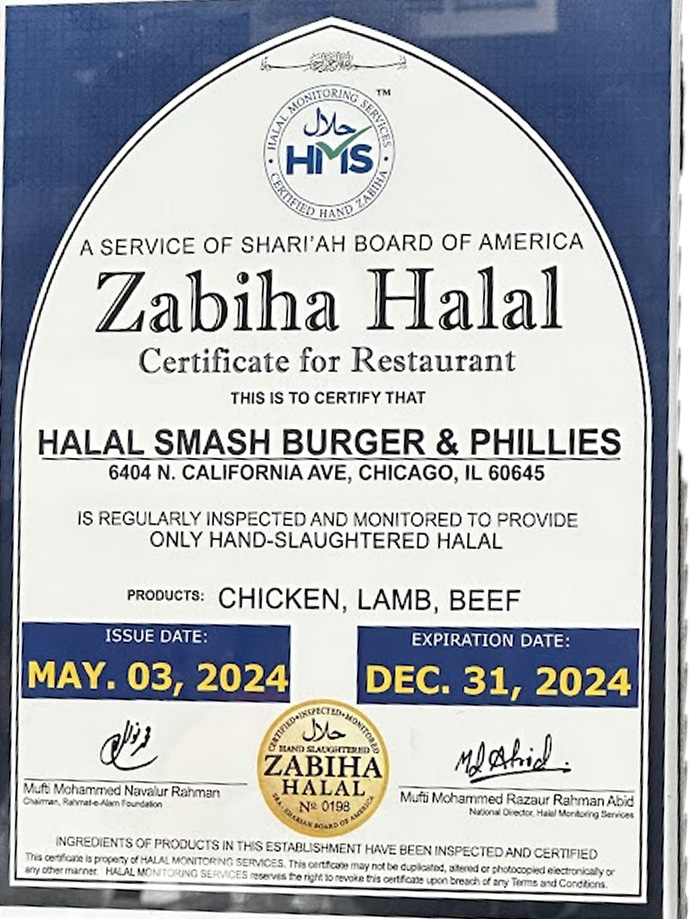 HALAL MONITORING SERVICES
TM
حلال
HMS
CERTIFIED HAND ZABIHA
A SERVICE OF SHARI'AH BOARD OF AMERICA
Zabiha Halal
Certificate for Restaurant
THIS IS TO CERTIFY THAT
HALAL SMASH BURGER & PHILLIES
6404 N. CALIFORNIA AVE, CHICAGO, IL 60645
IS REGULARLY INSPECTED AND MONITORED TO PROVIDE
ONLY HAND-SLAUGHTERED HALAL
PRODUCTS: CHICKEN, LAMB, BEEF
ISSUE DATE:
MAY. 03, 2024
EXPIRATION DATE:
DEC. 31, 2024
CERTIFIED•INSPECTED•MONITORED
حلال
HAND SLAUGHTERED
ZABIHA
HALAL
No 0198
SHARIAH BOARD OF AMERICA
Mufti Mohammed Navalur Rahman
Chairman, Rahmat-e-Alam Foundation
Mufti Mohammed Razaur Rahman Abid
National Director, Halal Monitoring Services
INGREDIENTS OF PRODUCTS IN THIS ESTABLISHMENT HAVE BEEN INSPECTED AND CERTIFIED
This certificate is property of HALAL MONITORING SERVICES. This certificate may not be duplicated, altered or photocopied electronically or
any other manner. HALAL MONITORING SERVICES reserves the right to revoke this certificate upon breach of any Terms and Conditions.